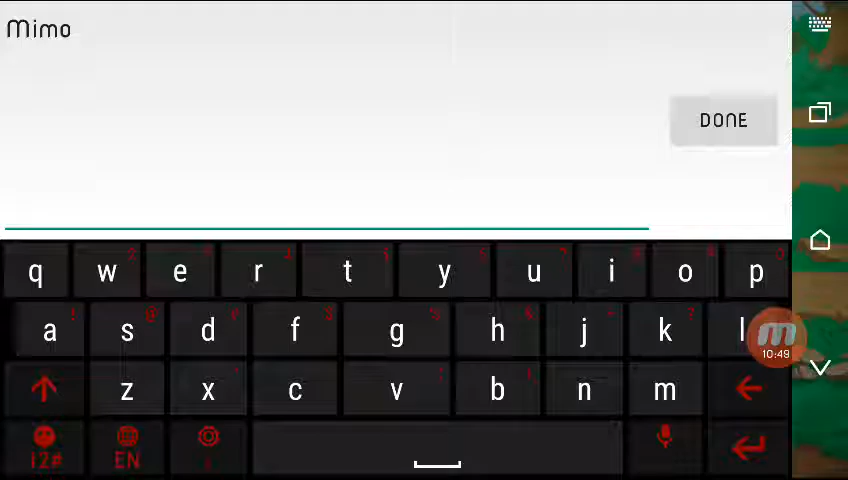 Mimo
DONE
q w e r t y u i o p
a s d f g h j k l
z x c v b n m
10:49
12# EN